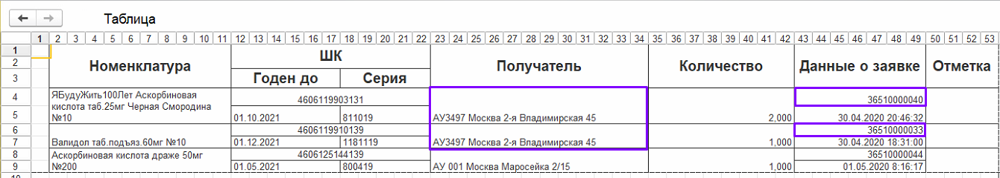 Таблица
1 2 3 4 5 6 7 8 9 10 11 12 13 14 15 16 17 18 19 20 21 22 23 24 25 26 27 28 29 30 31 32 33 34 35 36 37 38 39 40 41 42 43 44 45 46 47 48 49 50 51 52 53
1 Номенклатура ШК Получатель Количество Данные о заявке Отметка
2
3 Годен до Серия
4 ЯБудуЖить100Лет Аскорбиновая 4606119903131 36510000040
кислота таб.25мг Черная Смородина
5 №10 01.10.2021 811019 АУ3497 Москва 2-я Владимирская 45 2,000 30.04.2020 20:46:32
6 4606119910139 36510000033
7 Валидол таб.подъяз.60мг №10 01.12.2021 1181119 АУ3497 Москва 2-я Владимирская 45 1,000 30.04.2020 18:31:00
8 Аскорбиновая кислота драже 50мг 4606125144139 36510000044
9 №200 01.05.2021 800419 АУ 001 Москва Маросейка 2/15 1,000 01.05.2020 8:16:17